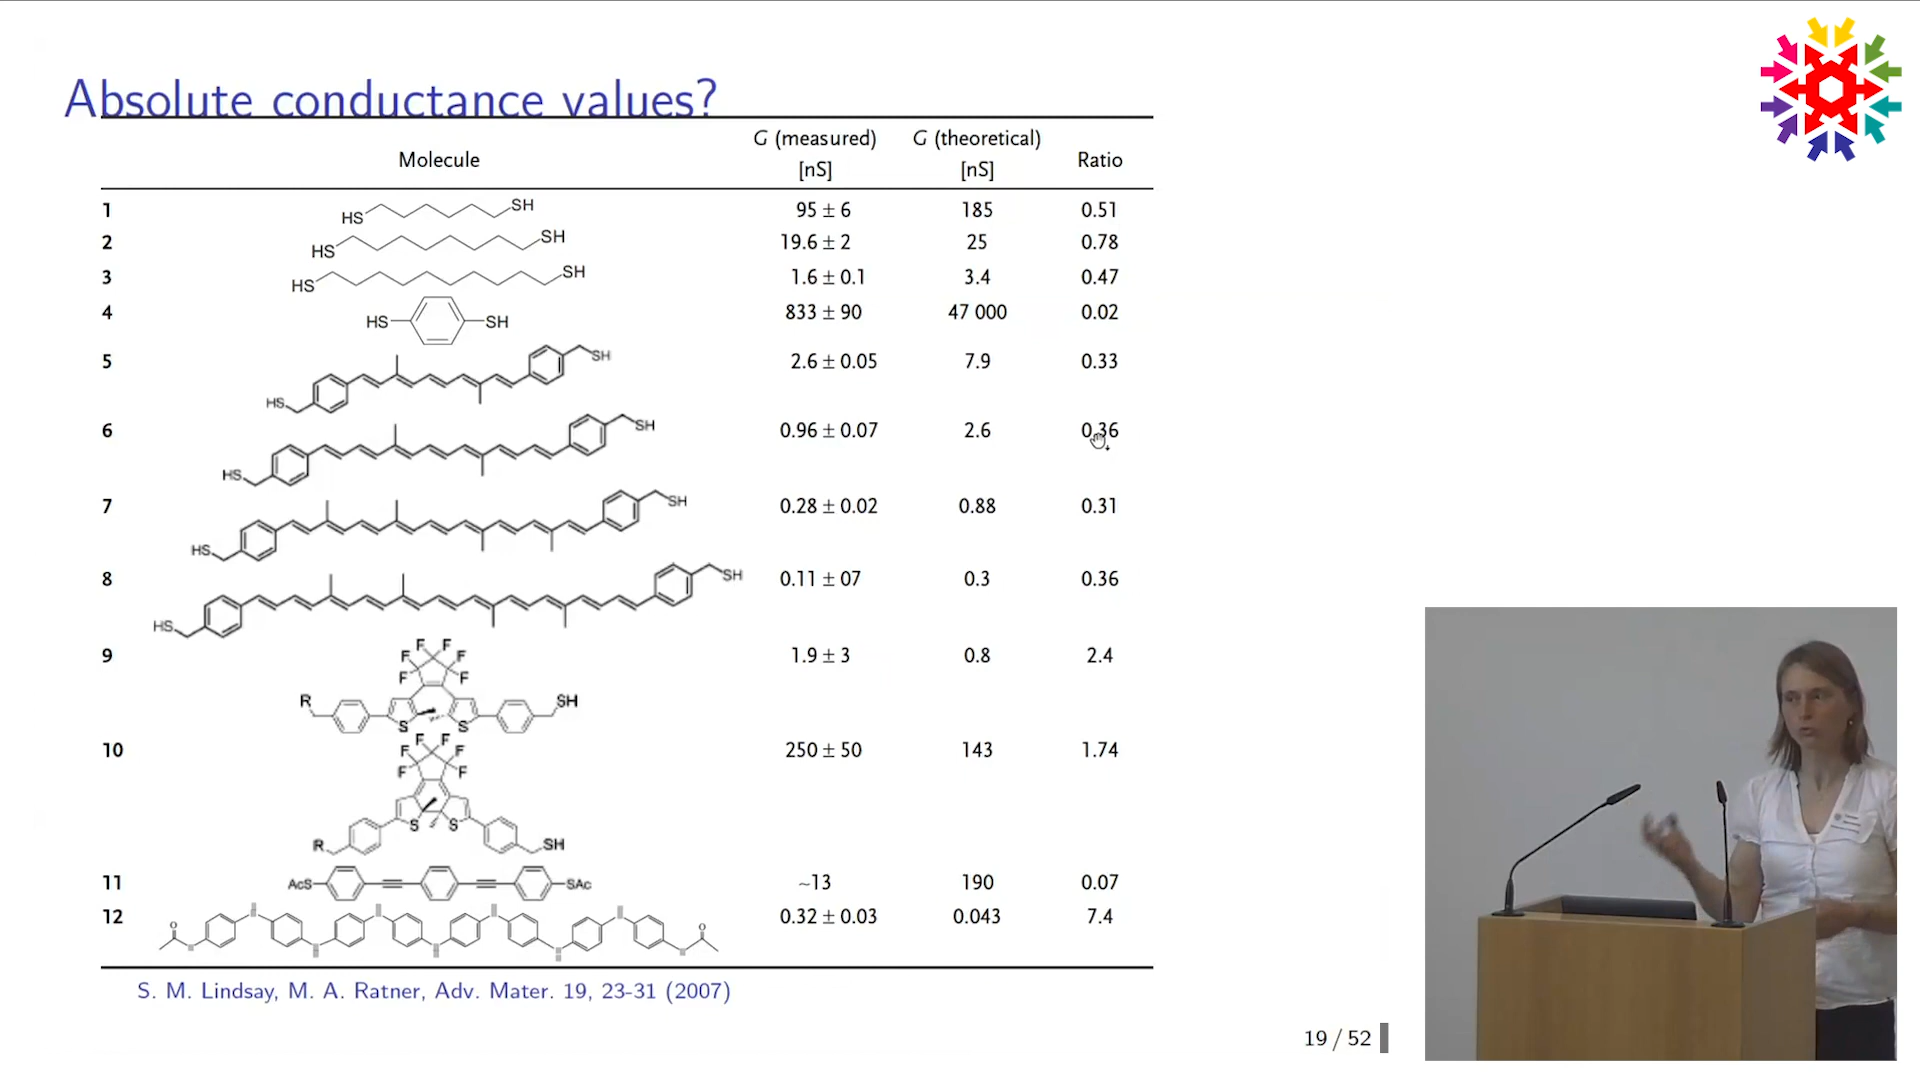 Absolute conductance values?
Molecule G (measured) [nS] G (theoretical) [nS] Ratio
1 HS SH 95 ± 6 185 0.51
2 HS SH 19.6 ± 2 25 0.78
3 HS SH 1.6 ± 0.1 3.4 0.47
4 HS SH 833 ± 90 47 000 0.02
5 HS SH 2.6 ± 0.05 7.9 0.33
6 HS SH 0.96 ± 0.07 2.6 0.36
7 HS SH 0.28 ± 0.02 0.88 0.31
8 HS SH 0.11 ± 07 0.3 0.36
9 F F F F F F R S S SH 1.9 ± 3 0.8 2.4
10 F F F F F F R S S SH 250 ± 50 143 1.74
11 AcS SAc ~13 190 0.07
12 O O 0.32 ± 0.03 0.043 7.4
S. M. Lindsay, M. A. Ratner, Adv. Mater. 19, 23-31 (2007)
19 / 52